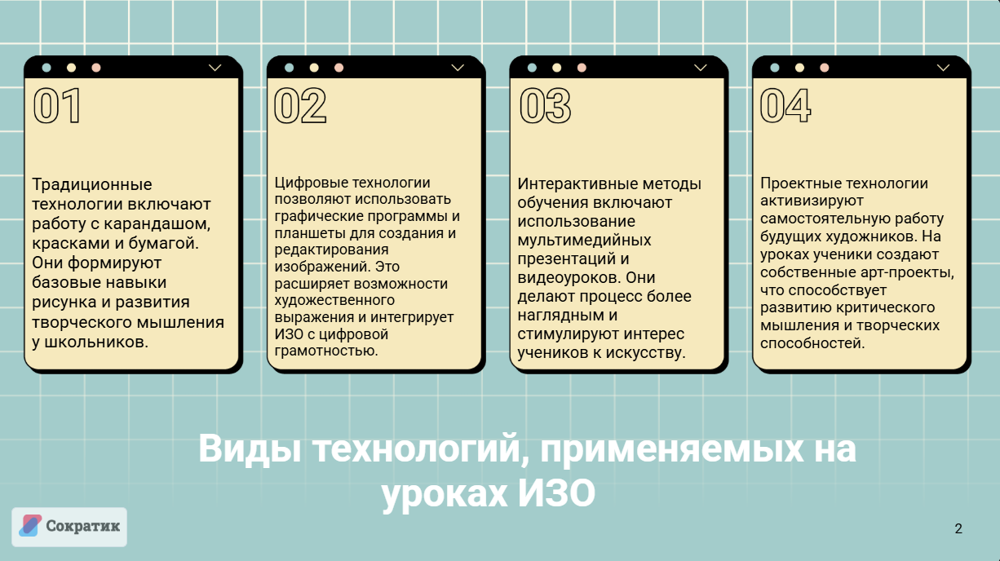 01
Традиционные
технологии включают
работу с карандашом,
красками и бумагой.
Они формируют
базовые навыки
рисунка и развития
творческого мышления
у школьников.
02
Цифровые технологии
позволяют использовать
графические программы и
планшеты для создания и
редактирования
изображений. Это
расширяет возможности
художественного
выражения и интегрирует
ИЗО с цифровой
грамотностью.
03
Интерактивные методы
обучения включают
использование
мультимедийных
презентаций и
видеоуроков. Они
делают процесс более
наглядным и
стимулируют интерес
учеников к искусству.
04
Проектные технологии
активизируют
самостоятельную работу
будущих художников. На
уроках ученики создают
собственные арт-проекты,
что способствует
развитию критического
мышления и творческих
способностей.
Виды технологий, применяемых на
уроках ИЗО
Сократик
2